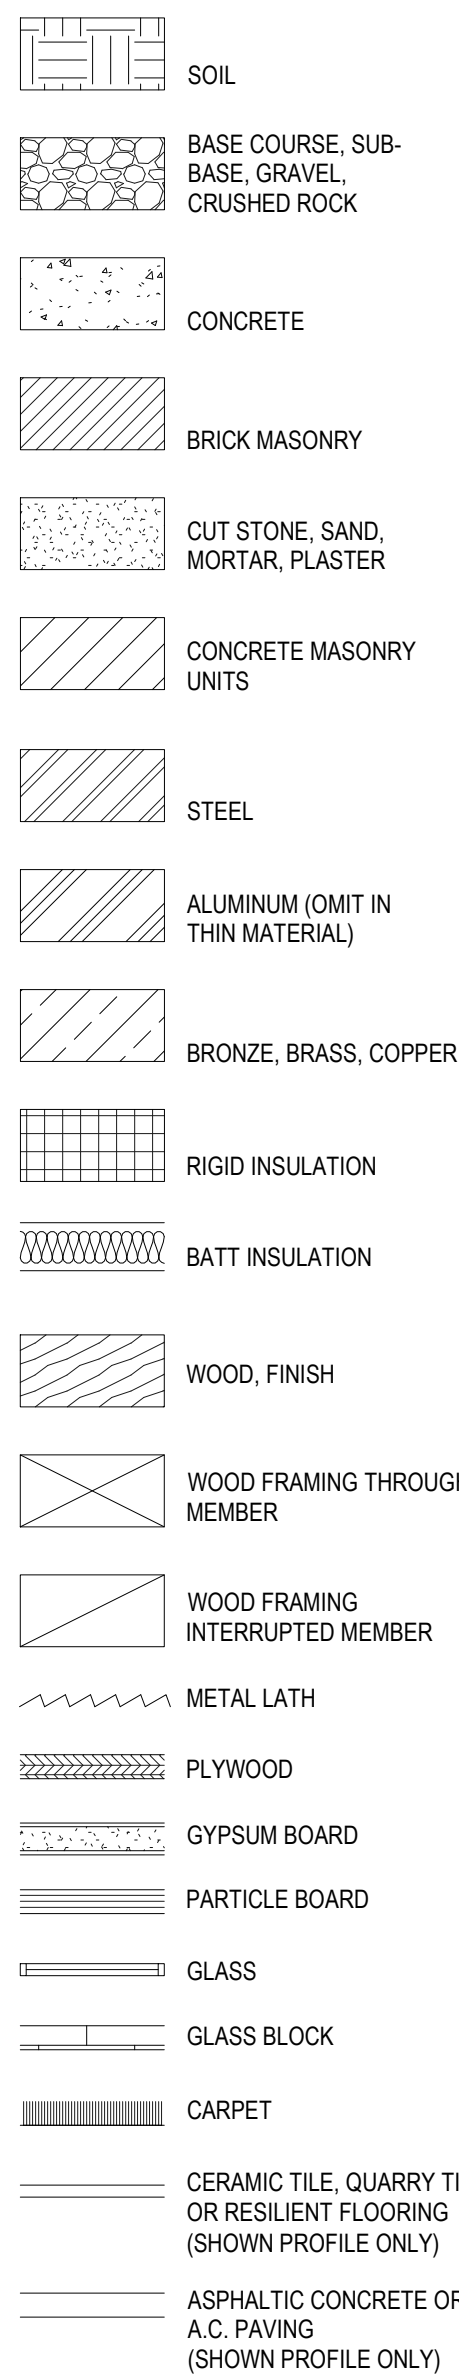 SOIL
BASE COURSE, SUB-
BASE, GRAVEL,
CRUSHED ROCK
CONCRETE
BRICK MASONRY
CUT STONE, SAND,
MORTAR, PLASTER
CONCRETE MASONRY
UNITS
STEEL
ALUMINUM (OMIT IN
THIN MATERIAL)
BRONZE, BRASS, COPPER
RIGID INSULATION
BATT INSULATION
WOOD, FINISH
WOOD FRAMING THROUGH
MEMBER
WOOD FRAMING
INTERRUPTED MEMBER
METAL LATH
PLYWOOD
GYPSUM BOARD
PARTICLE BOARD
GLASS
GLASS BLOCK
CARPET
CERAMIC TILE, QUARRY TI
OR RESILIENT FLOORING
(SHOWN PROFILE ONLY)
ASPHALTIC CONCRETE OR
A.C. PAVING
(SHOWN PROFILE ONLY)